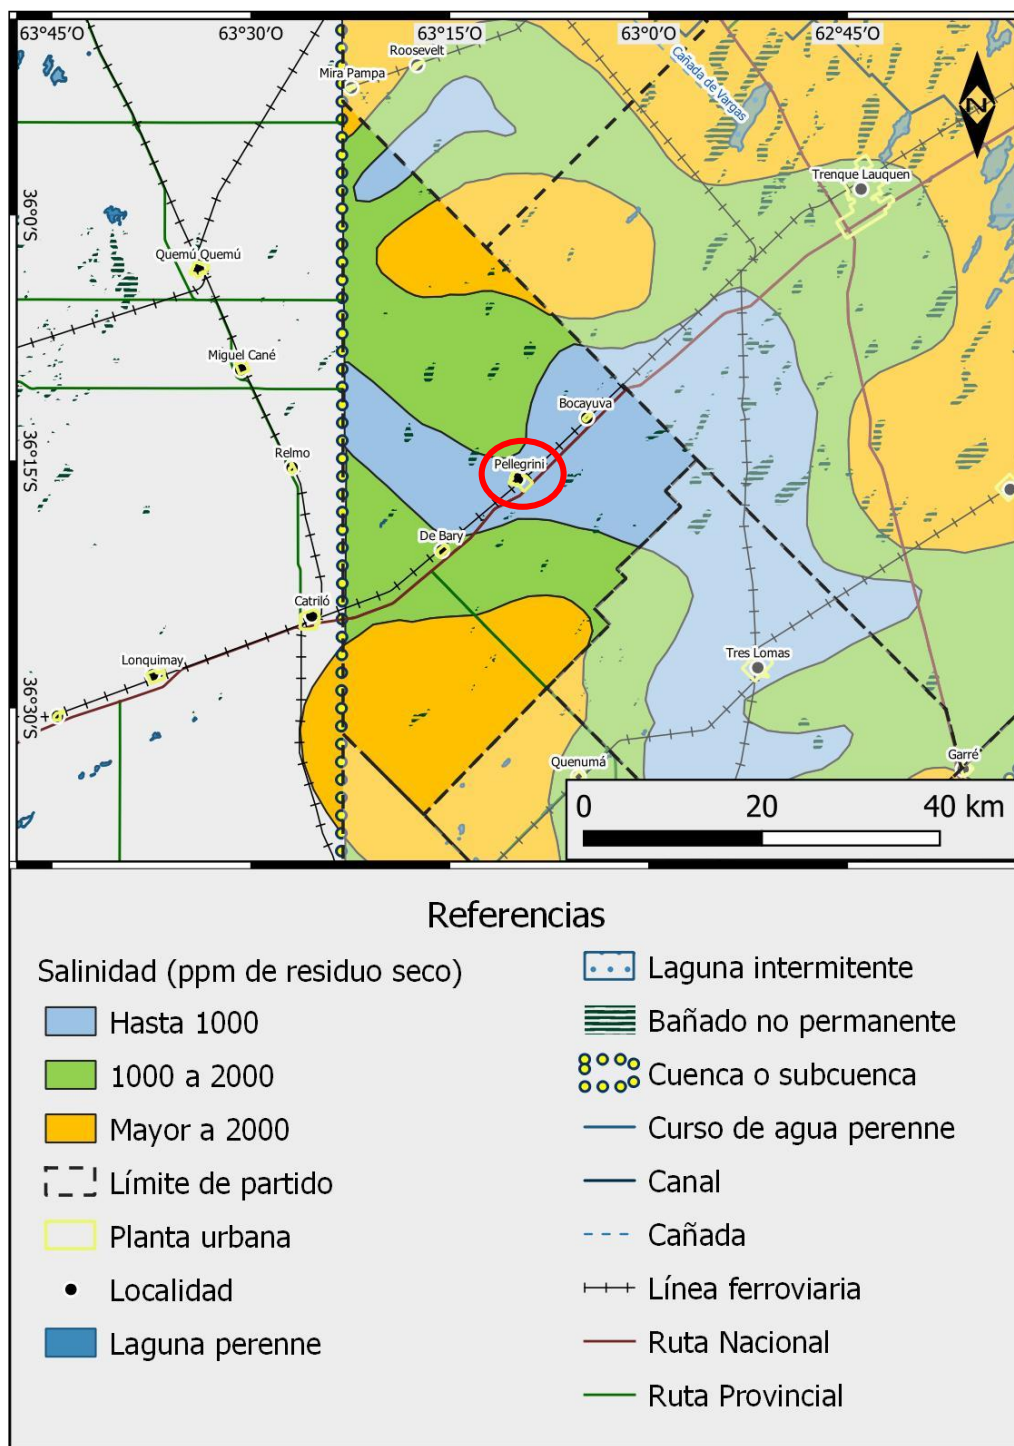 63°45'O 63°30'O 63°15'O 63°0'O 62°45'O
Roosevelt
Mira Pampa
Cañada de Vargas
N
Trenque Lauquen
36°0'S
Quemú Quemú
Miguel Cané
Bocayuva
Relmo
Pellegrini
36°15'S
De Bary
Catriló
Lonquimay
Tres Lomas
36°30'S
Quenumá
Garré
0 20 40 km
Referencias
Salinidad (ppm de residuo seco)
Hasta 1000
1000 a 2000
Mayor a 2000
Límite de partido
Planta urbana
Localidad
Laguna perenne
Laguna intermitente
Bañado no permanente
Cuenca o subcuenca
Curso de agua perenne
Canal
Cañada
Línea ferroviaria
Ruta Nacional
Ruta Provincial